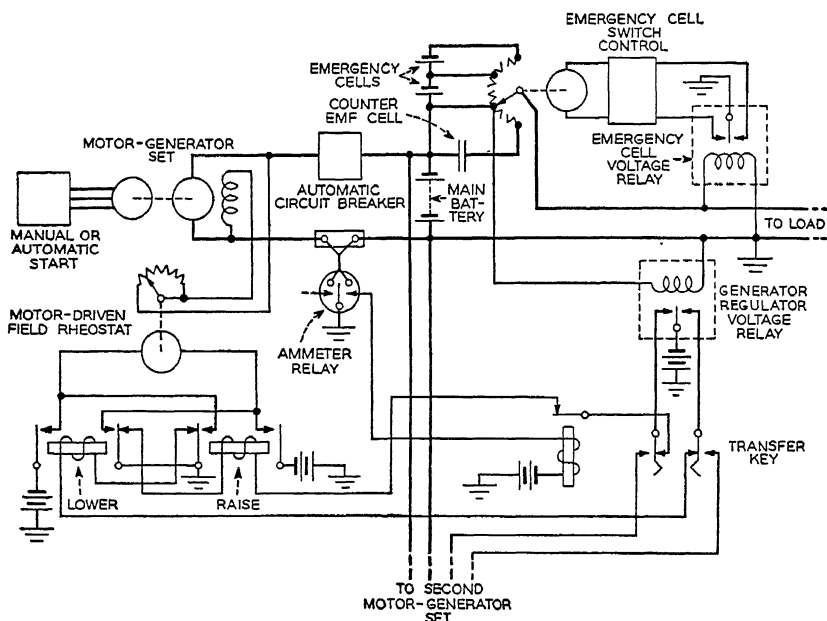 EMERGENCY CELL
SWITCH
CONTROL
EMERGENCY
CELLS
COUNTER
EMF CELL
MOTOR-GENERATOR
SET
EMERGENCY
CELL VOLTAGE
RELAY
AUTOMATIC
CIRCUIT BREAKER
MAIN
BAT-
TERY
MANUAL OR
AUTOMATIC
START
TO LOAD
MOTOR-DRIVEN
FIELD RHEOSTAT
AMMETER
RELAY
GENERATOR
REGULATOR
VOLTAGE
RELAY
TRANSFER
KEY
LOWER
RAISE
TO SECOND
MOTOR-GENERATOR
SET